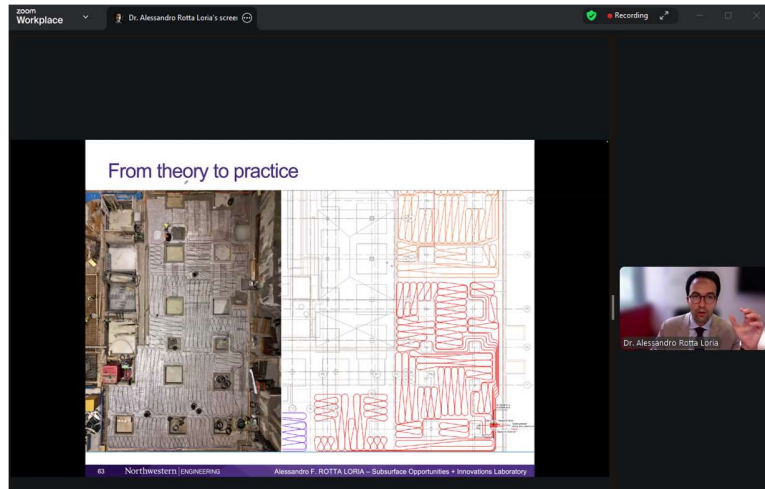 zoom
Workplace
Dr. Alessandro Rotta Loria's screen
Recording
From theory to practice
63 Northwestern | ENGINEERING Alessandro F. ROTTA LORIA – Subsurface Opportunities + Innovations Laboratory
Dr. Alessandro Rotta Loria